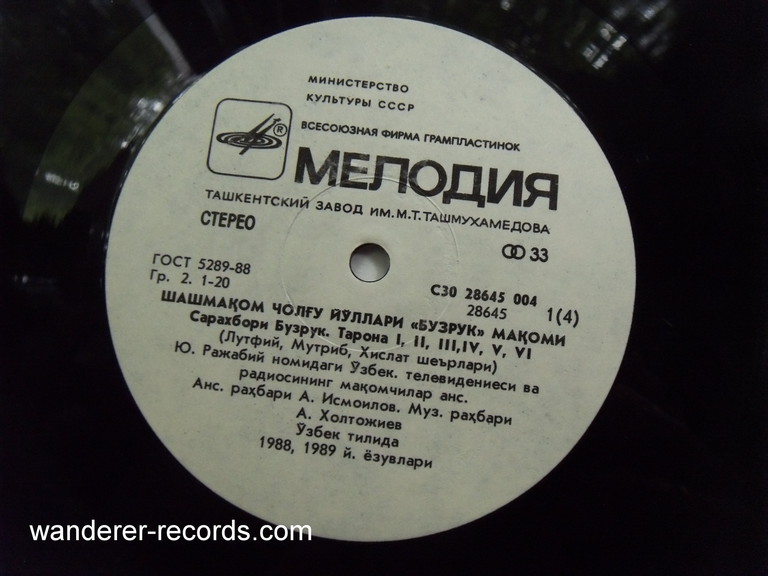 МИНИСТЕРСТВО
КУЛЬТУРЫ СССР
®
ВСЕСОЮЗНАЯ ФИРМА ГРАМПЛАСТИНОК
МЕЛОДИЯ
ТАШКЕНТСКИЙ ЗАВОД ИМ. М.Т. ТАШМУХАМЕДОВА
СТЕРЕО
33
ГОСТ 5289-88
Гр. 2. 1-20
С30 28645 004
28645
1(4)
ШАШМАҚОМ ЧОЛҒУ ЙЎЛЛАРИ «БУЗРУК» МАҚОМИ
Сарахбори Бузрук. Тарона I, II, III,IV, V, VI
(Лутфий, Мутриб, Хислат шеърлари)
Ю. Ражабий номидаги Ўзбек. телевидениеси ва
радиосининг мақомчилар анс.
Анс. раҳбари А. Исмоилов. Муз. раҳбари
А. Холтожиев
Ўзбек тилида
1988, 1989 й. ёзувлари
wanderer-records.com